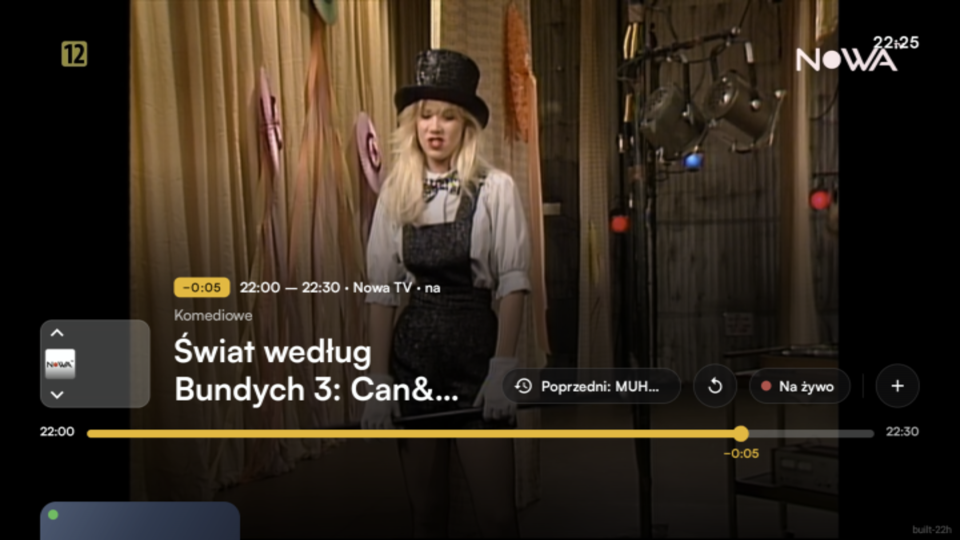 12
22:25
NOWA
−0:05 22:00 — 22:30 • Nowa TV • na
Komediowe
Świat według
Bundych 3: Can&...
NOWA
Poprzedni: MUH...
Na żywo
22:00
22:30
−0:05
built-22h